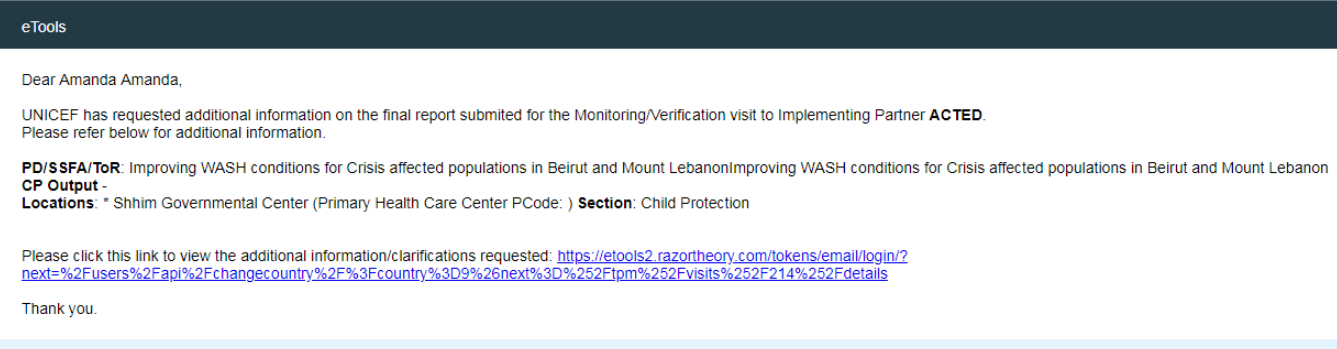 eTools
Dear Amanda Amanda,
UNICEF has requested additional information on the final report submited for the Monitoring/Verification visit to Implementing Partner ACTED.
Please refer below for additional information.
PD/SSFA/ToR: Improving WASH conditions for Crisis affected populations in Beirut and Mount LebanonImproving WASH conditions for Crisis affected populations in Beirut and Mount Lebanon
CP Output -
Locations: * Shhim Governmental Center (Primary Health Care Center PCode: ) Section: Child Protection
Please click this link to view the additional information/clarifications requested: https://etools2.razortheory.com/tokens/email/login/?
next=%2Fusers%2Fapi%2Fchangecountry%2F%3Fcountry%3D9%26next%3D%252Ftpm%252Fvisits%252F214%252Fdetails
Thank you.